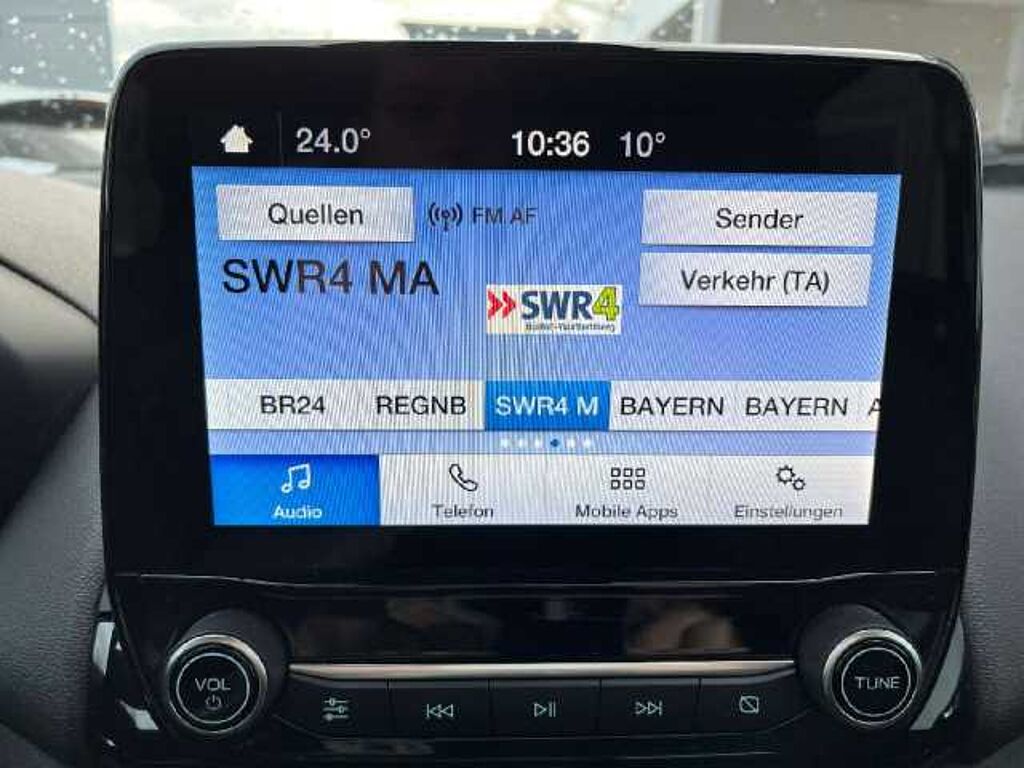 24.0° 10:36 10°
Quellen FM AF Sender
SWR4 MA
Verkehr (TA)
SWR4
BR24 REGNB SWR4 M BAYERN BAYERN A
Audio Telefon Mobile Apps Einstellungen
VOL
TUNE